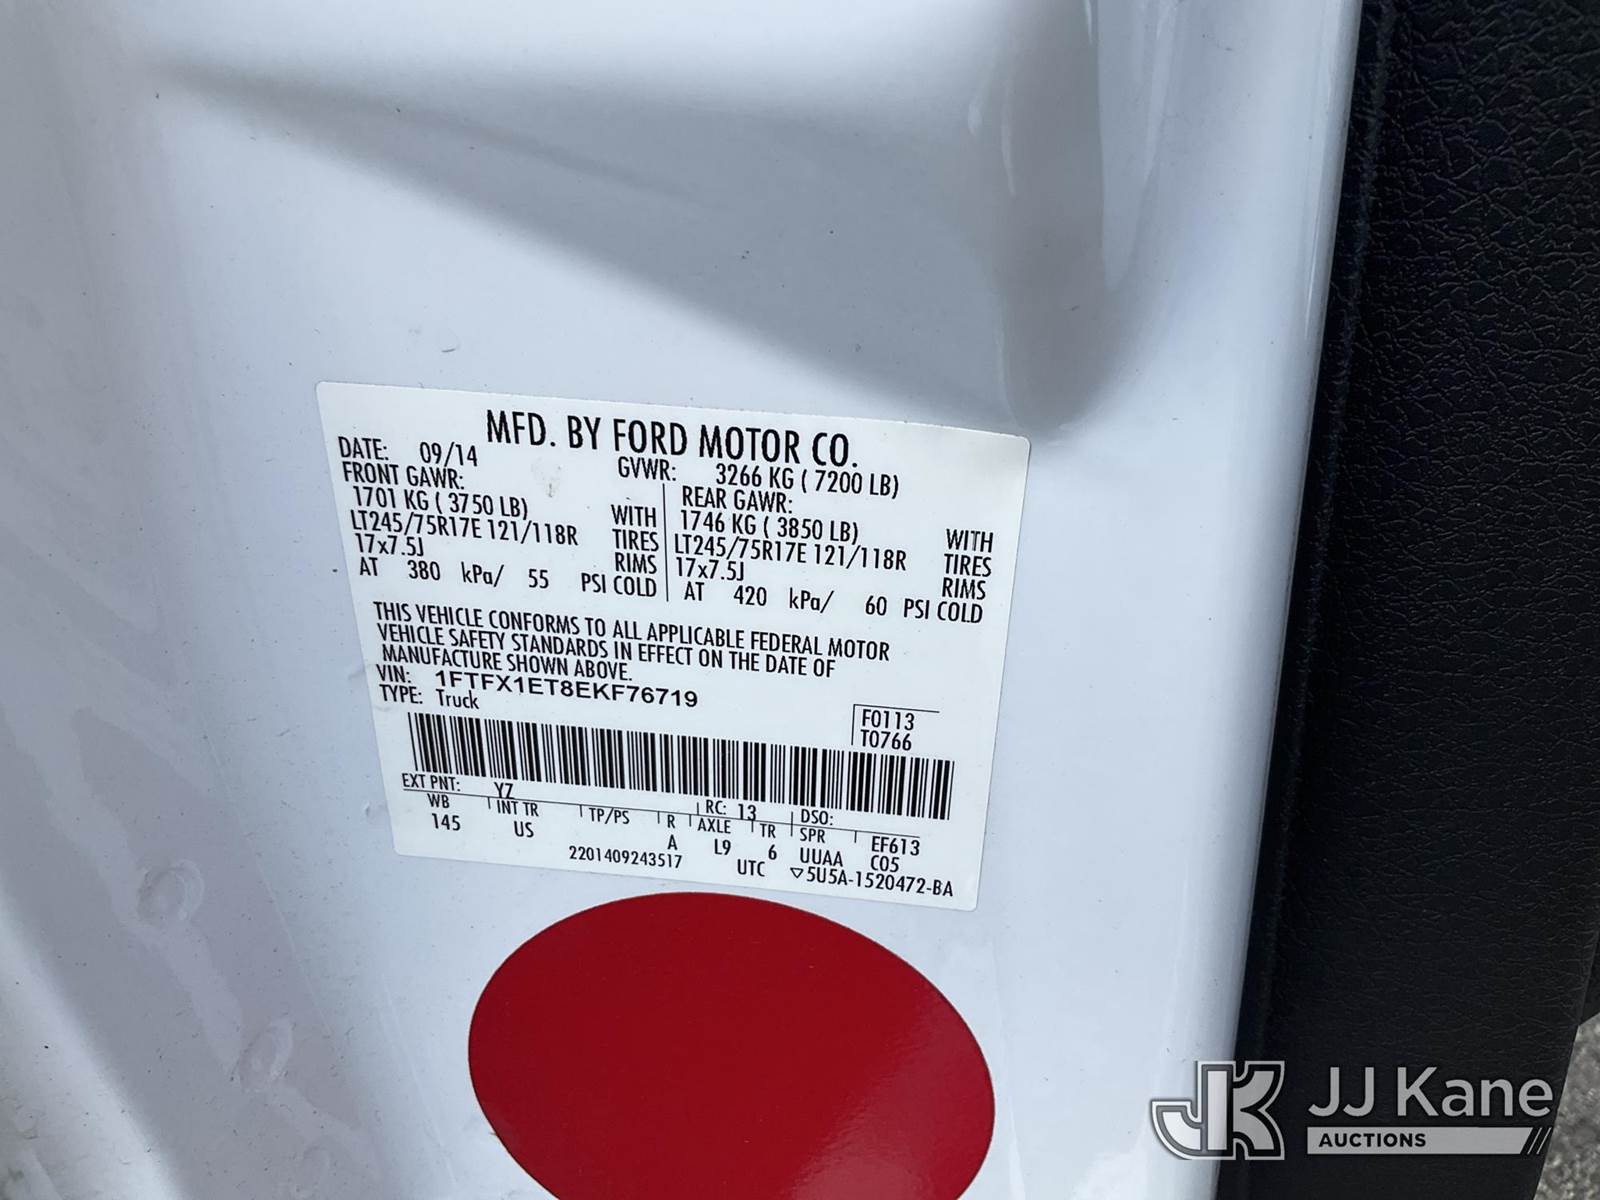 MFD. BY FORD MOTOR CO.
DATE: 09/14 GVWR: 3266 KG ( 7200 LB)
FRONT GAWR: REAR GAWR:
1701 KG ( 3750 LB) WITH 1746 KG ( 3850 LB) WITH
LT245/75R17E 121/118R TIRES LT245/75R17E 121/118R TIRES
17x7.5J RIMS 17x7.5J RIMS
AT 380 kPa/ 55 PSI COLD AT 420 kPa/ 60 PSI COLD
THIS VEHICLE CONFORMS TO ALL APPLICABLE FEDERAL MOTOR
VEHICLE SAFETY STANDARDS IN EFFECT ON THE DATE OF
MANUFACTURE SHOWN ABOVE.
VIN: 1FTFX1ET8EKF76719
TYPE: Truck
F0113
T0766
EXT PNT: YZ RC: 13 DSO:
WB INT TR TP/PS R AXLE TR SPR EF613
145 US A L9 6 UUAA C05
2201409243517 UTC ▽5U5A-1520472-BA
JK JJ Kane
AUCTIONS